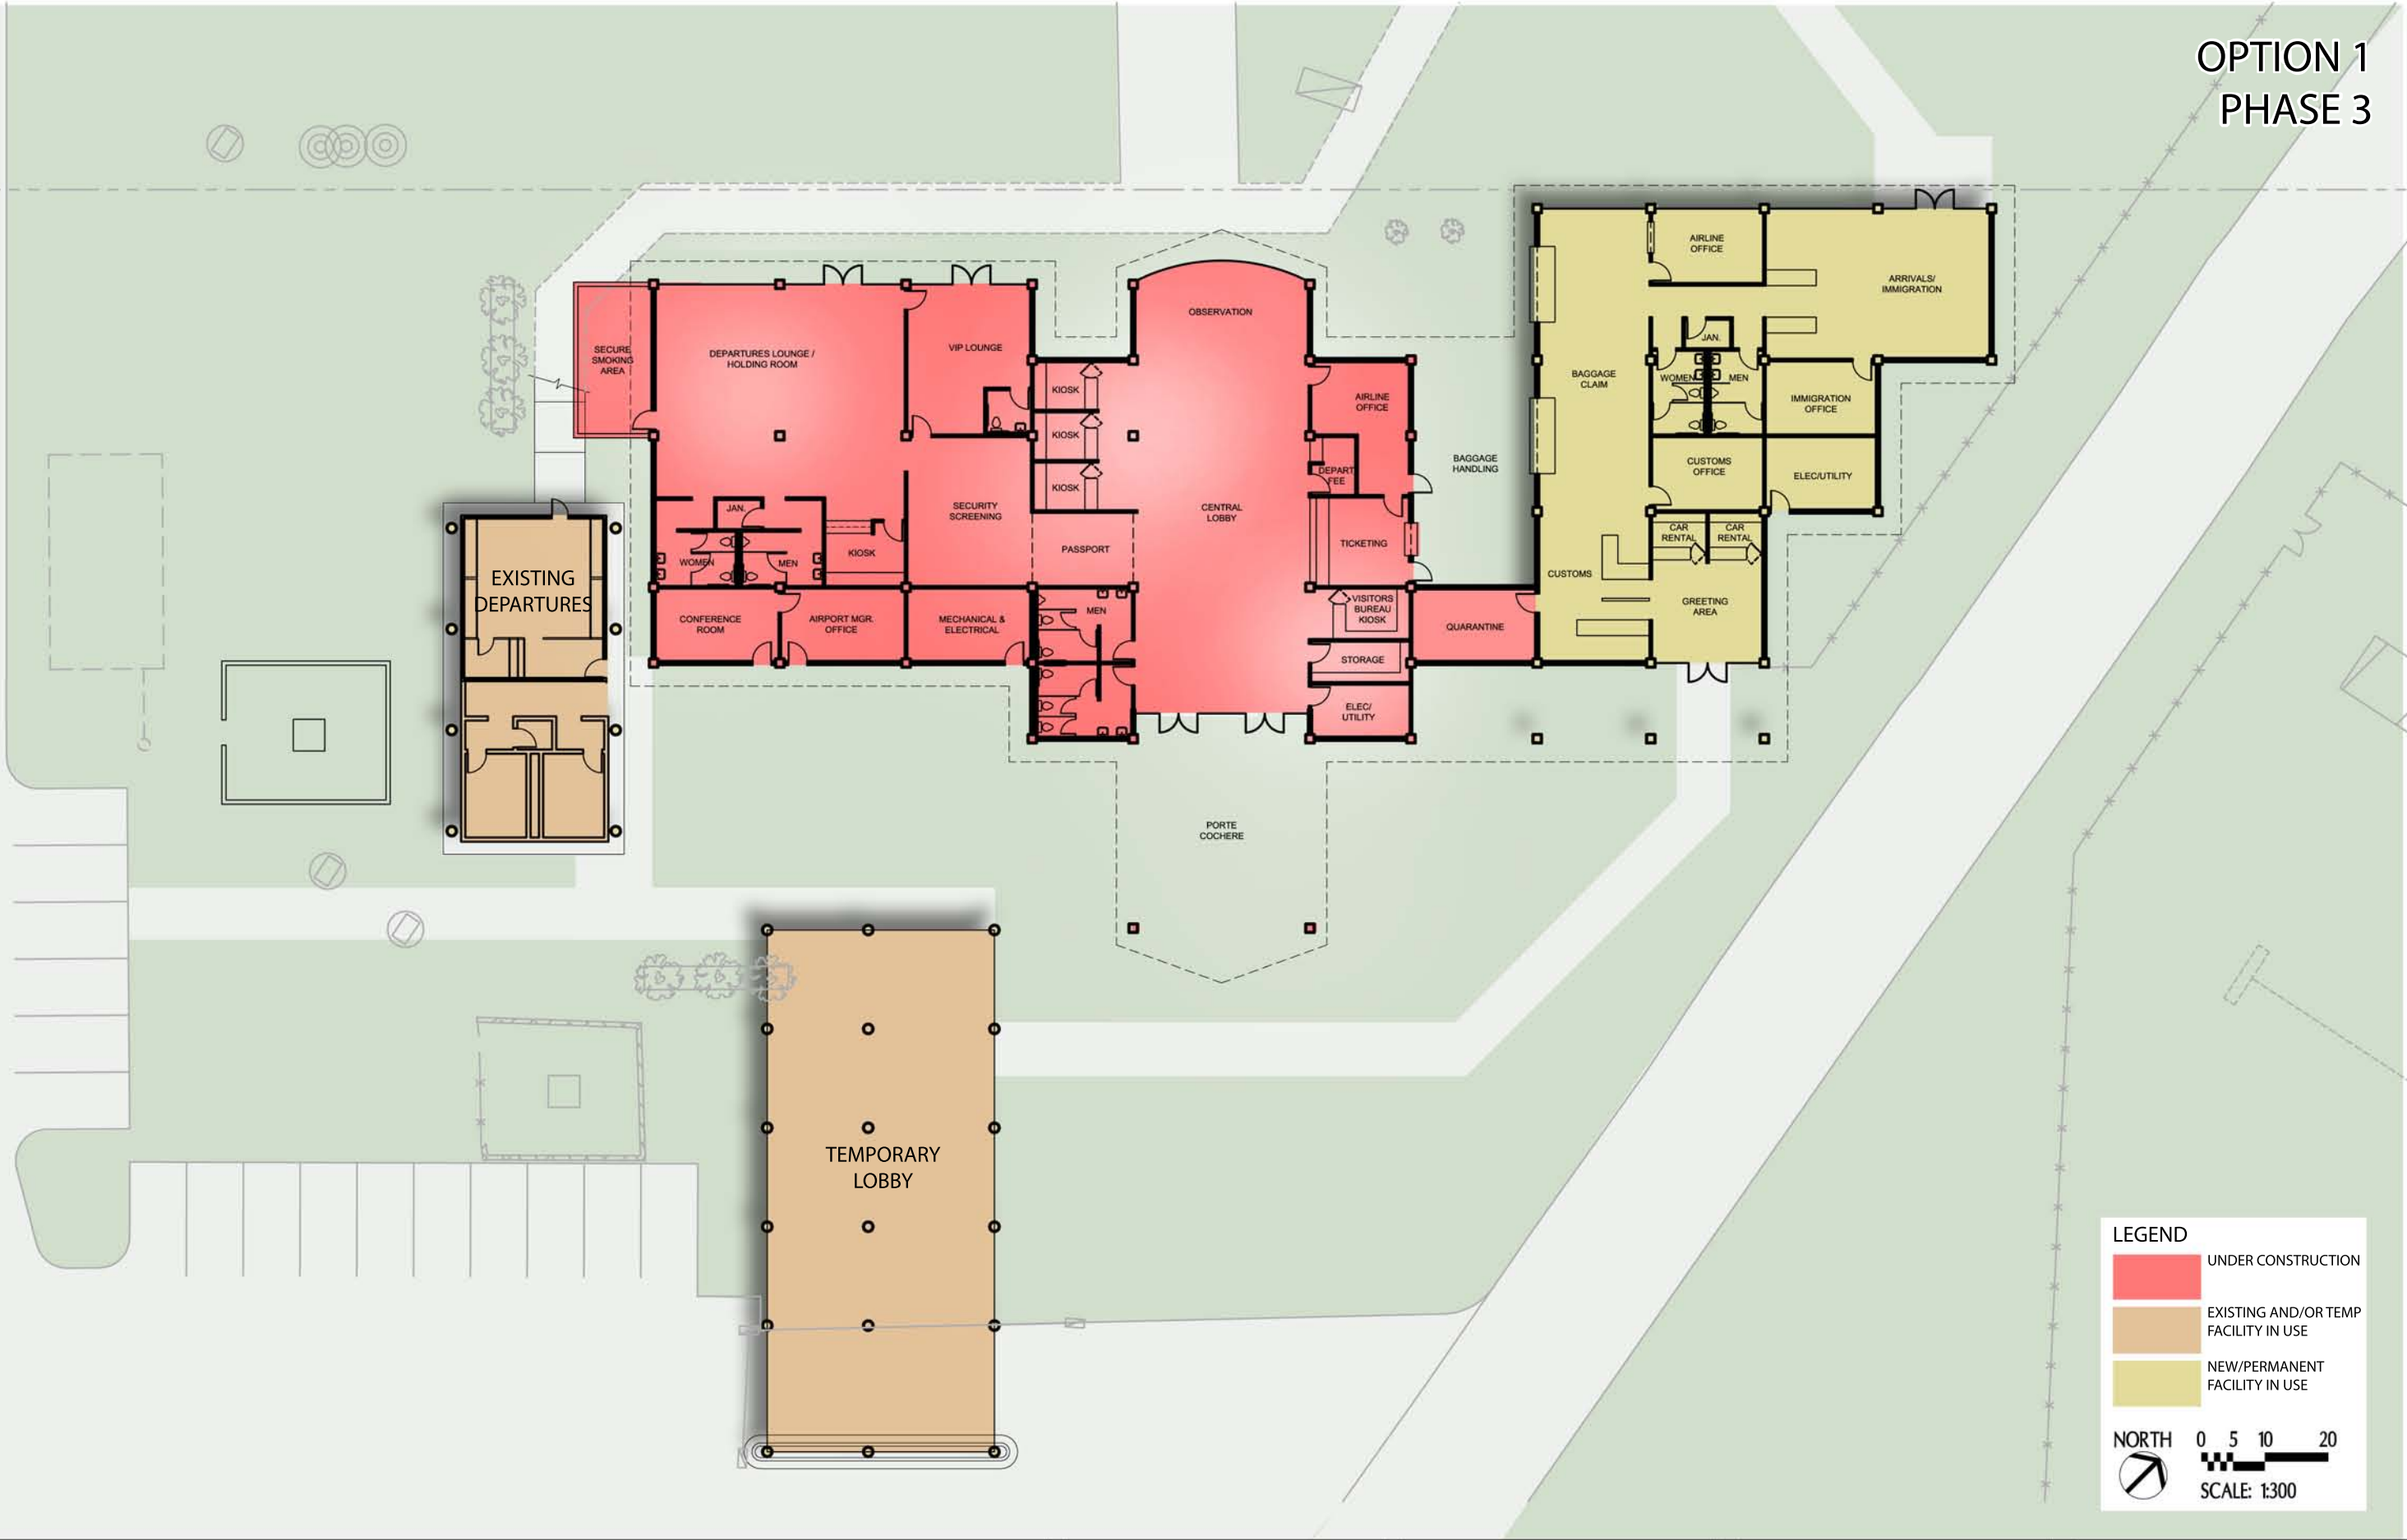 OPTION 1
PHASE 3
AIRLINE
OFFICE
ARRIVALS/
IMMIGRATION
OBSERVATION
JAN.
SECURE
SMOKING
AREA
DEPARTURES LOUNGE /
HOLDING ROOM
VIP LOUNGE
KIOSK
KIOSK
KIOSK
AIRLINE
OFFICE
BAGGAGE
CLAIM
WOMEN
MEN
IMMIGRATION
OFFICE
BAGGAGE
HANDLING
DEPART
FEE
CUSTOMS
OFFICE
ELEC/UTILITY
JAN.
SECURITY
SCREENING
CENTRAL
LOBBY
CAR
RENTAL
CAR
RENTAL
TICKETING
PASSPORT
KIOSK
WOMEN
MEN
CUSTOMS
EXISTING
DEPARTURES
GREETING
AREA
CONFERENCE
ROOM
AIRPORT MGR.
OFFICE
MECHANICAL &
ELECTRICAL
MEN
VISITORS
BUREAU
KIOSK
QUARANTINE
STORAGE
ELEC/
UTILITY
PORTE
COCHERE
TEMPORARY
LOBBY
LEGEND
UNDER CONSTRUCTION
EXISTING AND/OR TEMP
FACILITY IN USE
NEW/PERMANENT
FACILITY IN USE
NORTH
0 5 10 20
SCALE: 1:300